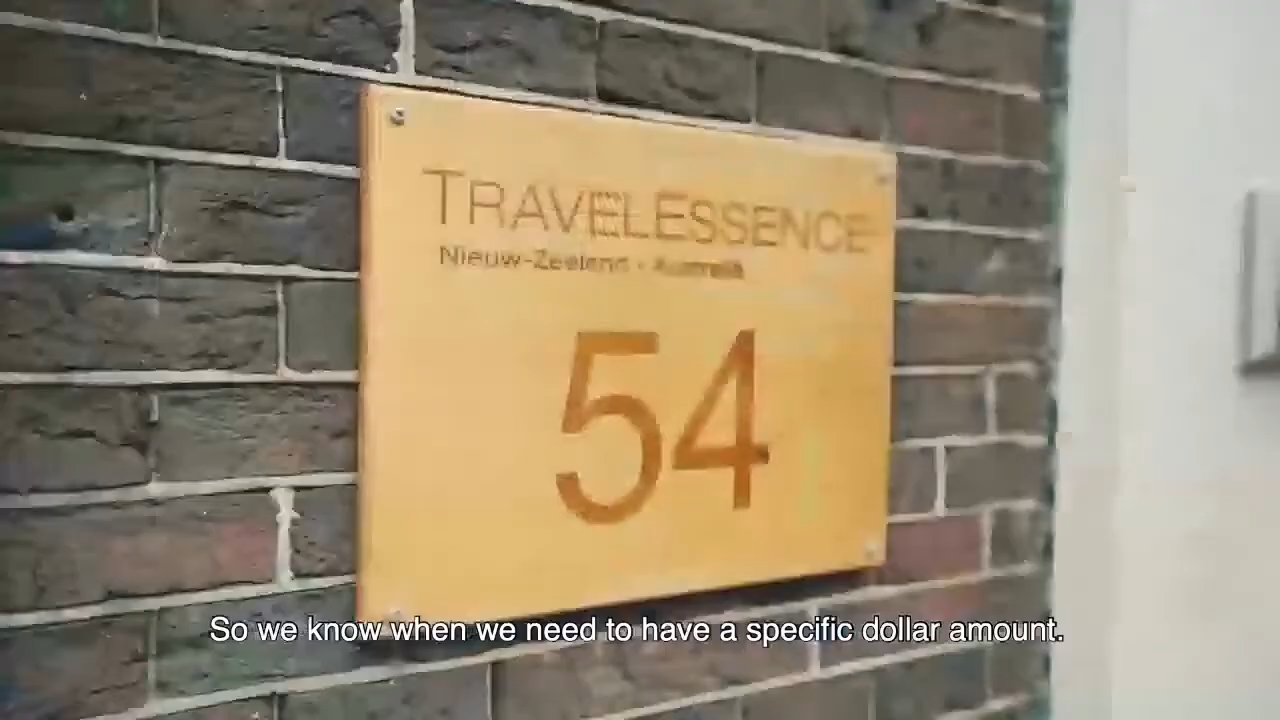 TRAVELESSENCE
Nieuw-Zeeland - Australië
54
So we know when we need to have a specific dollar amount.